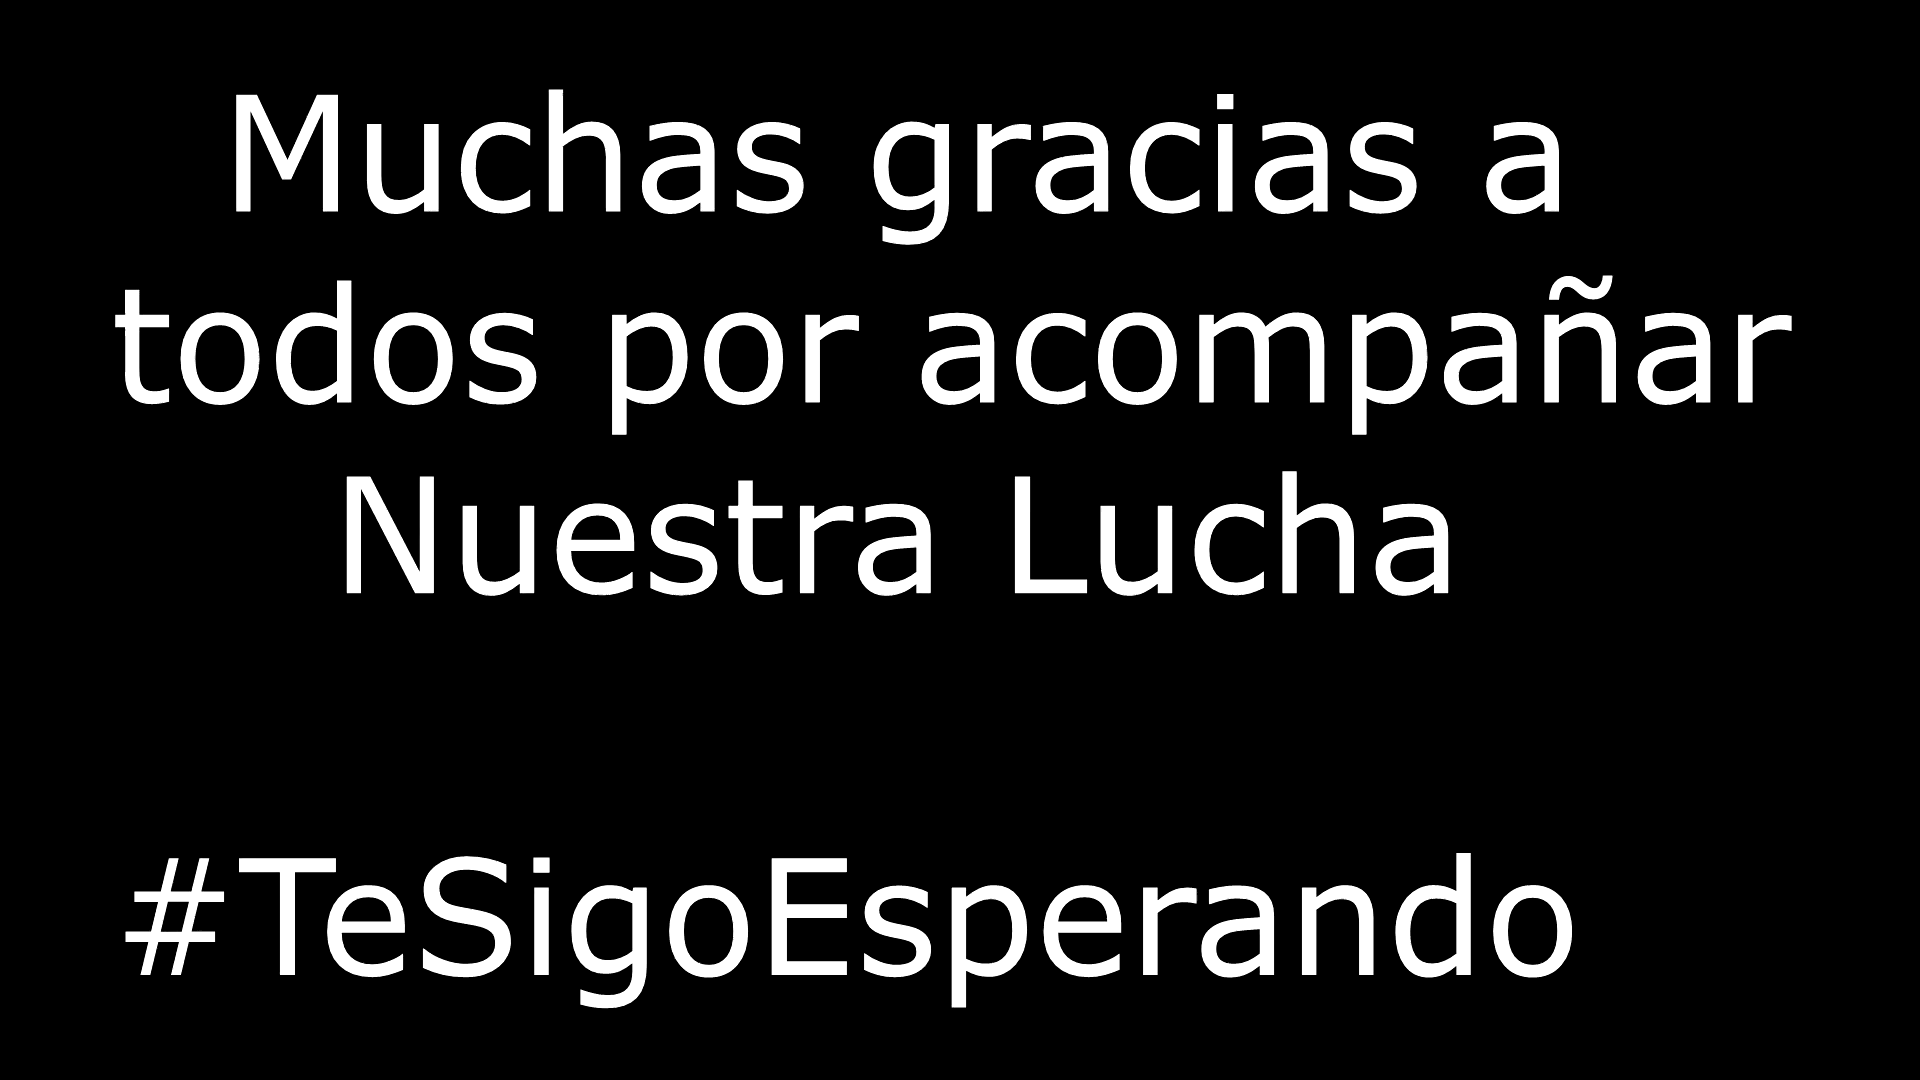 Muchas gracias a
todos por acompañar
Nuestra Lucha
#TeSigoEsperando